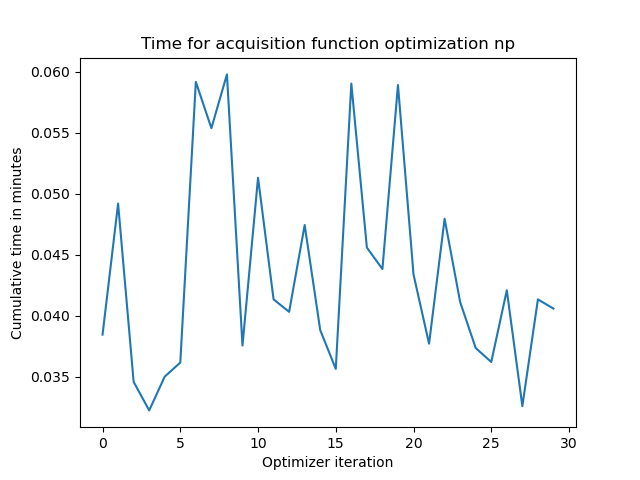 Time for acquisition function optimization np
Cumulative time in minutes
0.060
0.055
0.050
0.045
0.040
0.035
0 5 10 15 20 25 30
Optimizer iteration